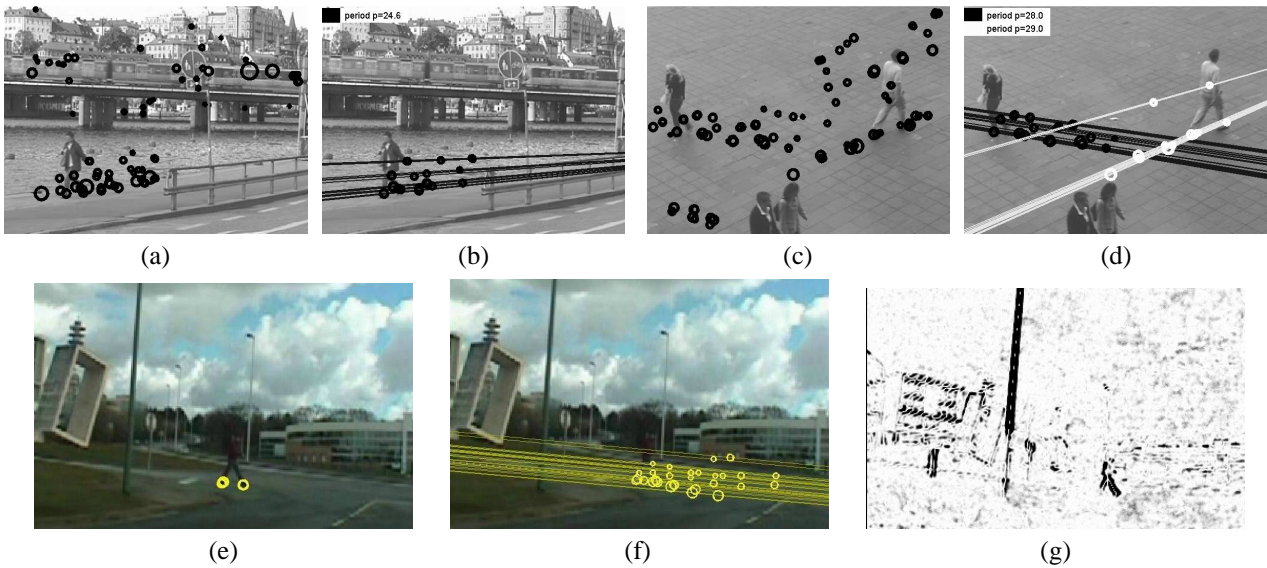 period p=24.6
period p=28.0
period p=29.0
(a)
(b)
(c)
(d)
(e)
(f)
(g)